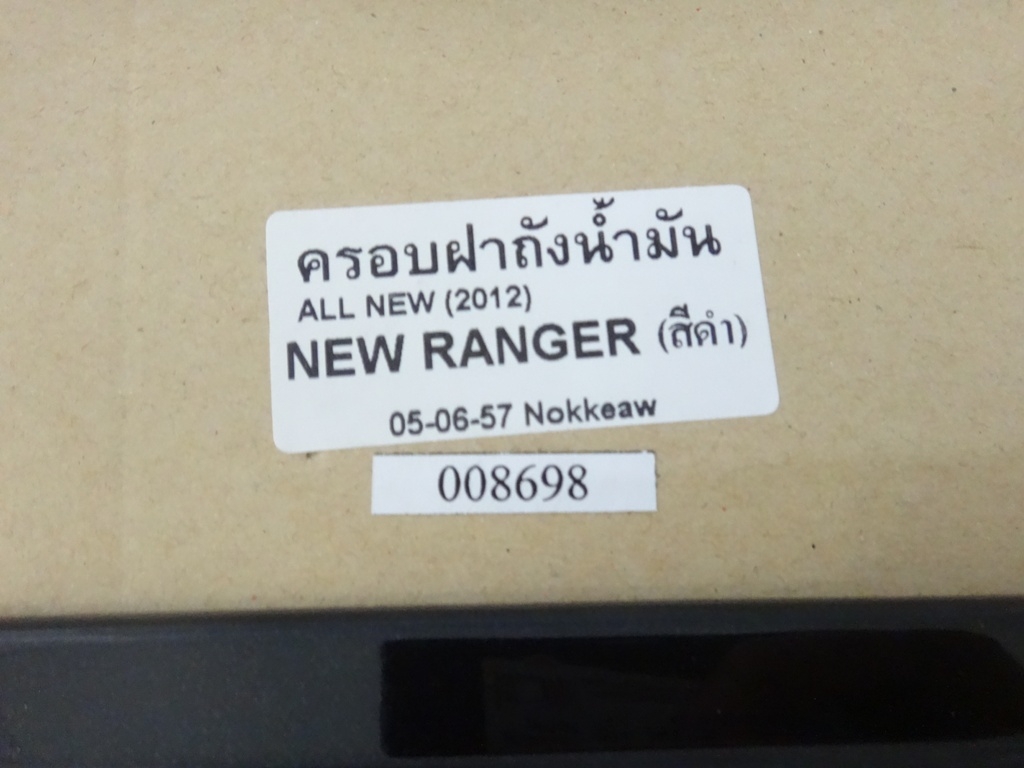 ครอบฝาถังน้ำมัน
ALL NEW (2012)
NEW RANGER (สีดำ)
05-06-57 Nokkeaw
008698